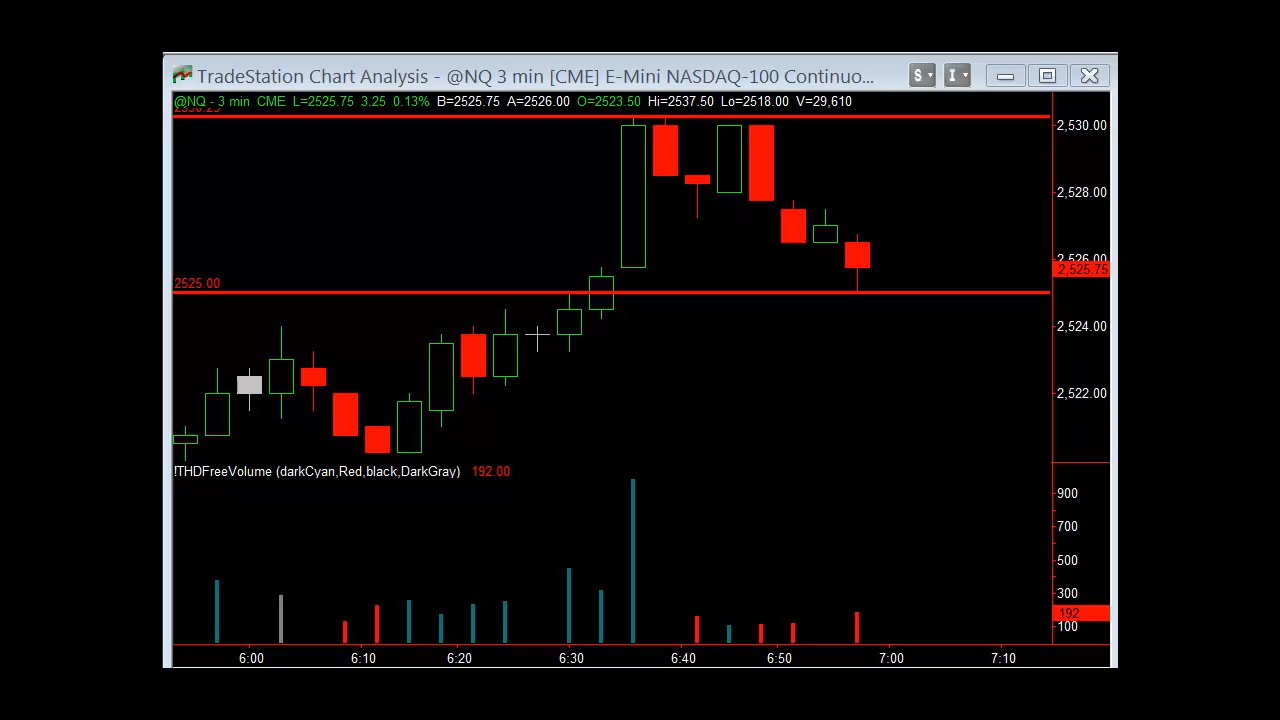 TradeStation Chart Analysis - @NQ 3 min [CME] E-Mini NASDAQ-100 Continuo...
S I
@NQ - 3 min CME L=2525.75 3.25 0.13% B=2525.75 A=2526.00 O=2523.50 Hi=2537.50 Lo=2518.00 V=29,610
2530.25
2,530.00
2,528.00
2,526.00
2,525.75
2525.00
2,524.00
2,522.00
!THDFreeVolume (darkCyan,Red,black,DarkGray) 192.00
900
700
500
300
192
100
6:00 6:10 6:20 6:30 6:40 6:50 7:00 7:10